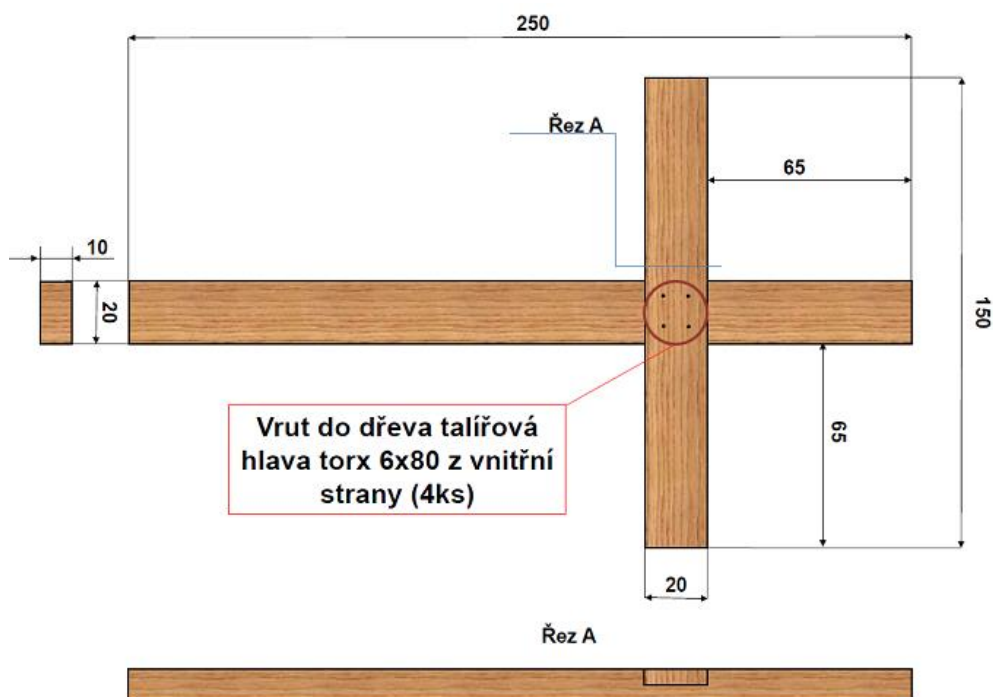 250
Řez A
65
10
20
150
65
Vrut do dřeva talířová
hlava torx 6x80 z vnitřní
strany (4ks)
20
Řez A